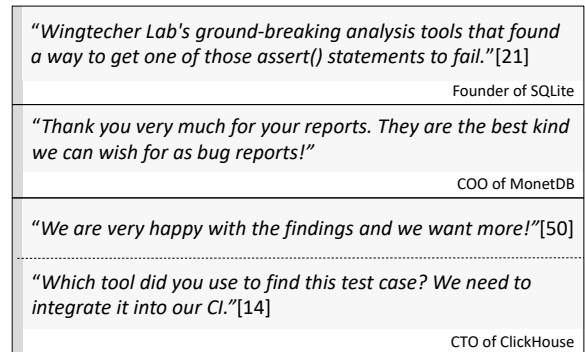 “Wingtecher Lab's ground-breaking analysis tools that found
a way to get one of those assert() statements to fail.”[21]
Founder of SQLite
“Thank you very much for your reports. They are the best kind
we can wish for as bug reports!”
COO of MonetDB
“We are very happy with the findings and we want more!”[50]
“Which tool did you use to find this test case? We need to
integrate it into our CI.”[14]
CTO of ClickHouse